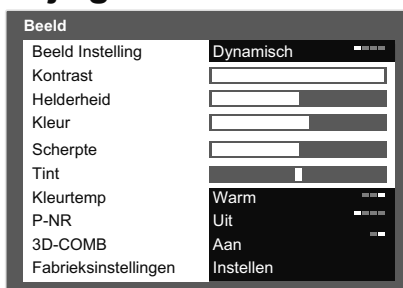 Beeld
Beeld Instelling Dynamisch
Kontrast
Helderheid
Kleur
Scherpte
Tint
Kleurtemp Warm
P-NR Uit
3D-COMB Aan
Fabrieksinstellingen Instellen